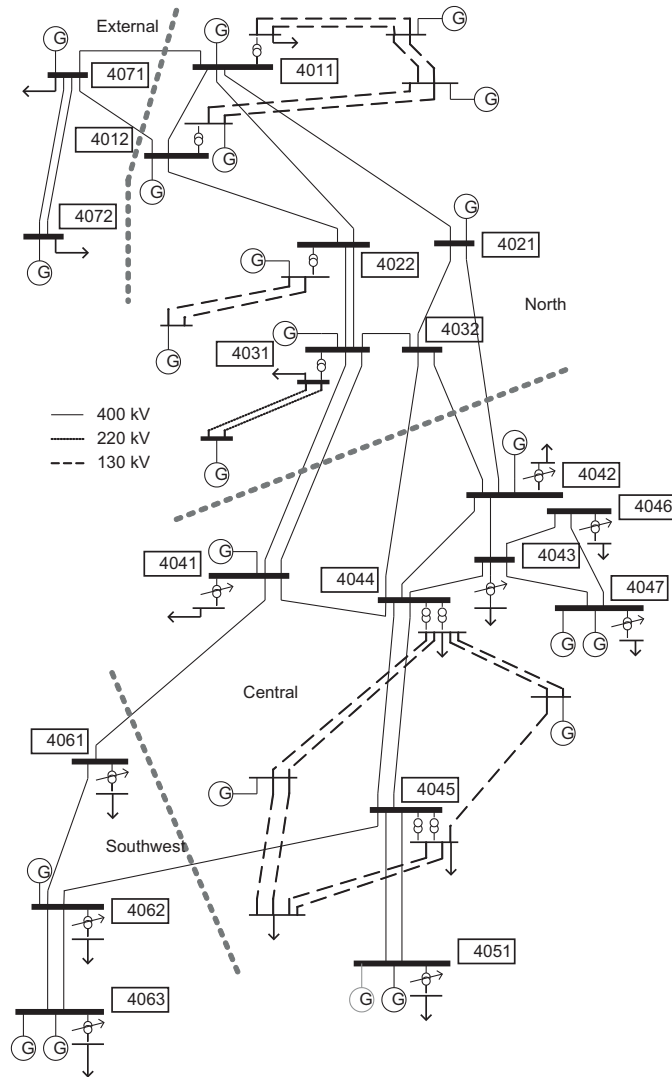 External
G
G
G
4071
4011
G
4012
G
G
4072
G
G
G
4021
G
4022
North
G
4032
4031
G
400 kV
220 kV
130 kV
G
G
4042
4046
G
4041
4043
4044
4047
G
G
Central
G
4061
G
4045
Southwest
G
4062
4051
G
G
4063
G
G